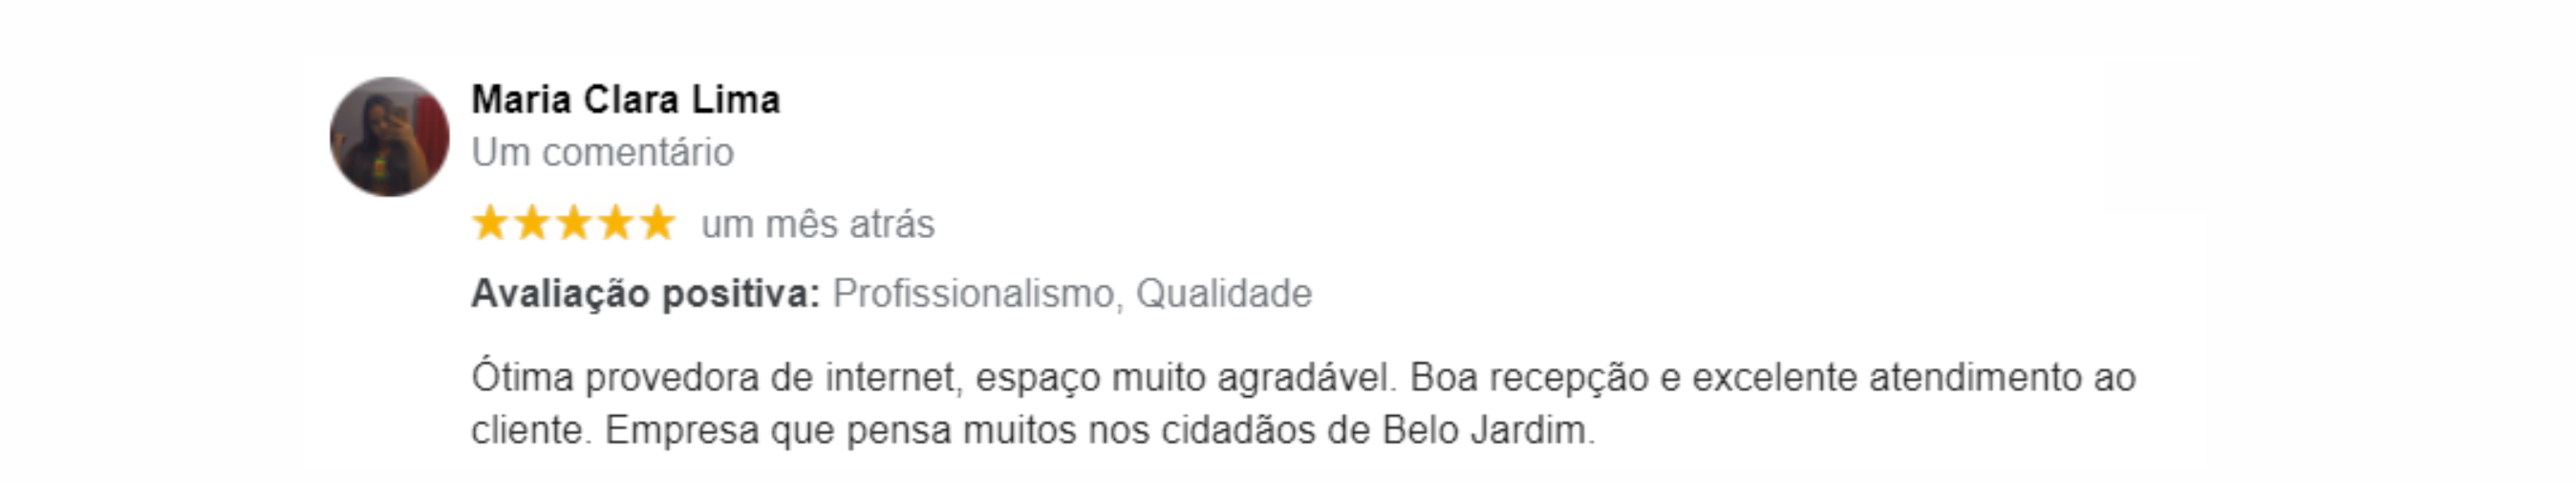 Maria Clara Lima
Um comentário
um mês atrás
Avaliação positiva: Profissionalismo, Qualidade
Ótima provedora de internet, espaço muito agradável. Boa recepção e excelente atendimento ao
cliente. Empresa que pensa muitos nos cidadãos de Belo Jardim.